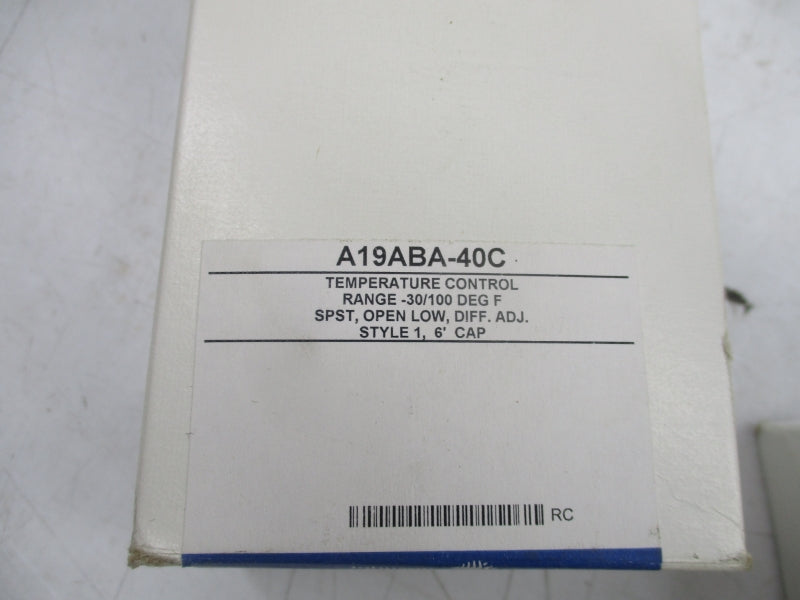 A19ABA-40C
TEMPERATURE CONTROL
RANGE -30/100 DEG F
SPST, OPEN LOW, DIFF. ADJ.
STYLE 1, 6' CAP
RC